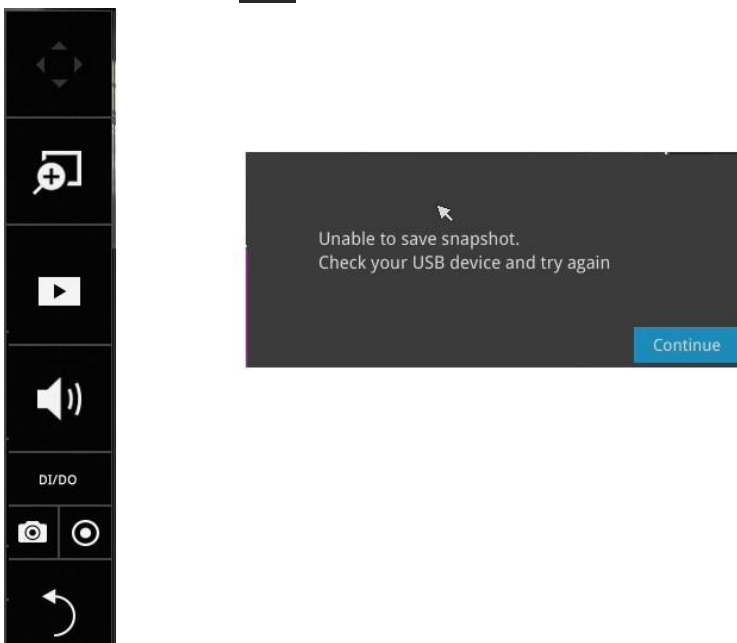 Unable to save snapshot.
Check your USB device and try again
Continue
DI/DO